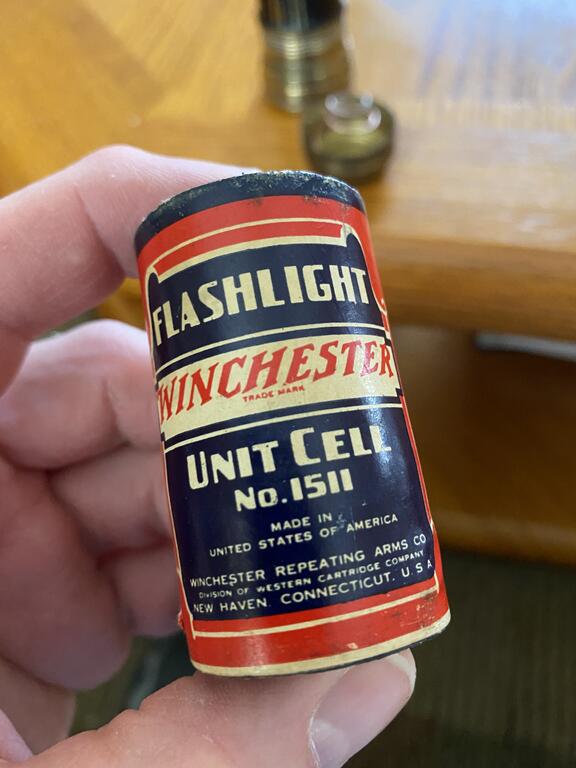 FLASHLIGHT
WINCHESTER
TRADE MARK
UNIT CELL
No. 1511
MADE IN
UNITED STATES OF AMERICA
WINCHESTER REPEATING ARMS CO
DIVISION OF WESTERN CARTRIDGE COMPANY
NEW HAVEN. CONNECTICUT. U.S.A